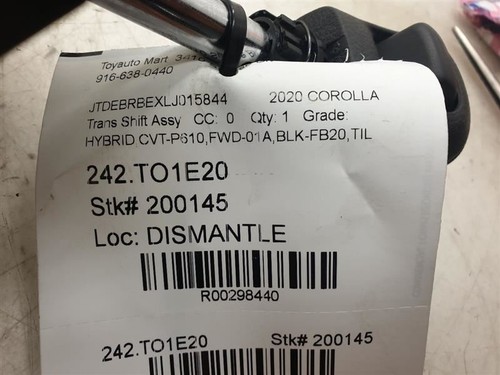 Toyauto Mart
916-638-0440
JTDEBRBEXLJ015844 2020 COROLLA
Trans Shift Assy CC: 0 Qty: 1 Grade:
HYBRID,CVT-P610,FWD-01A,BLK-FB20,TIL
242.TO1E20
Stk# 200145
Loc: DISMANTLE
R00298440
242.TO1E20 Stk# 200145